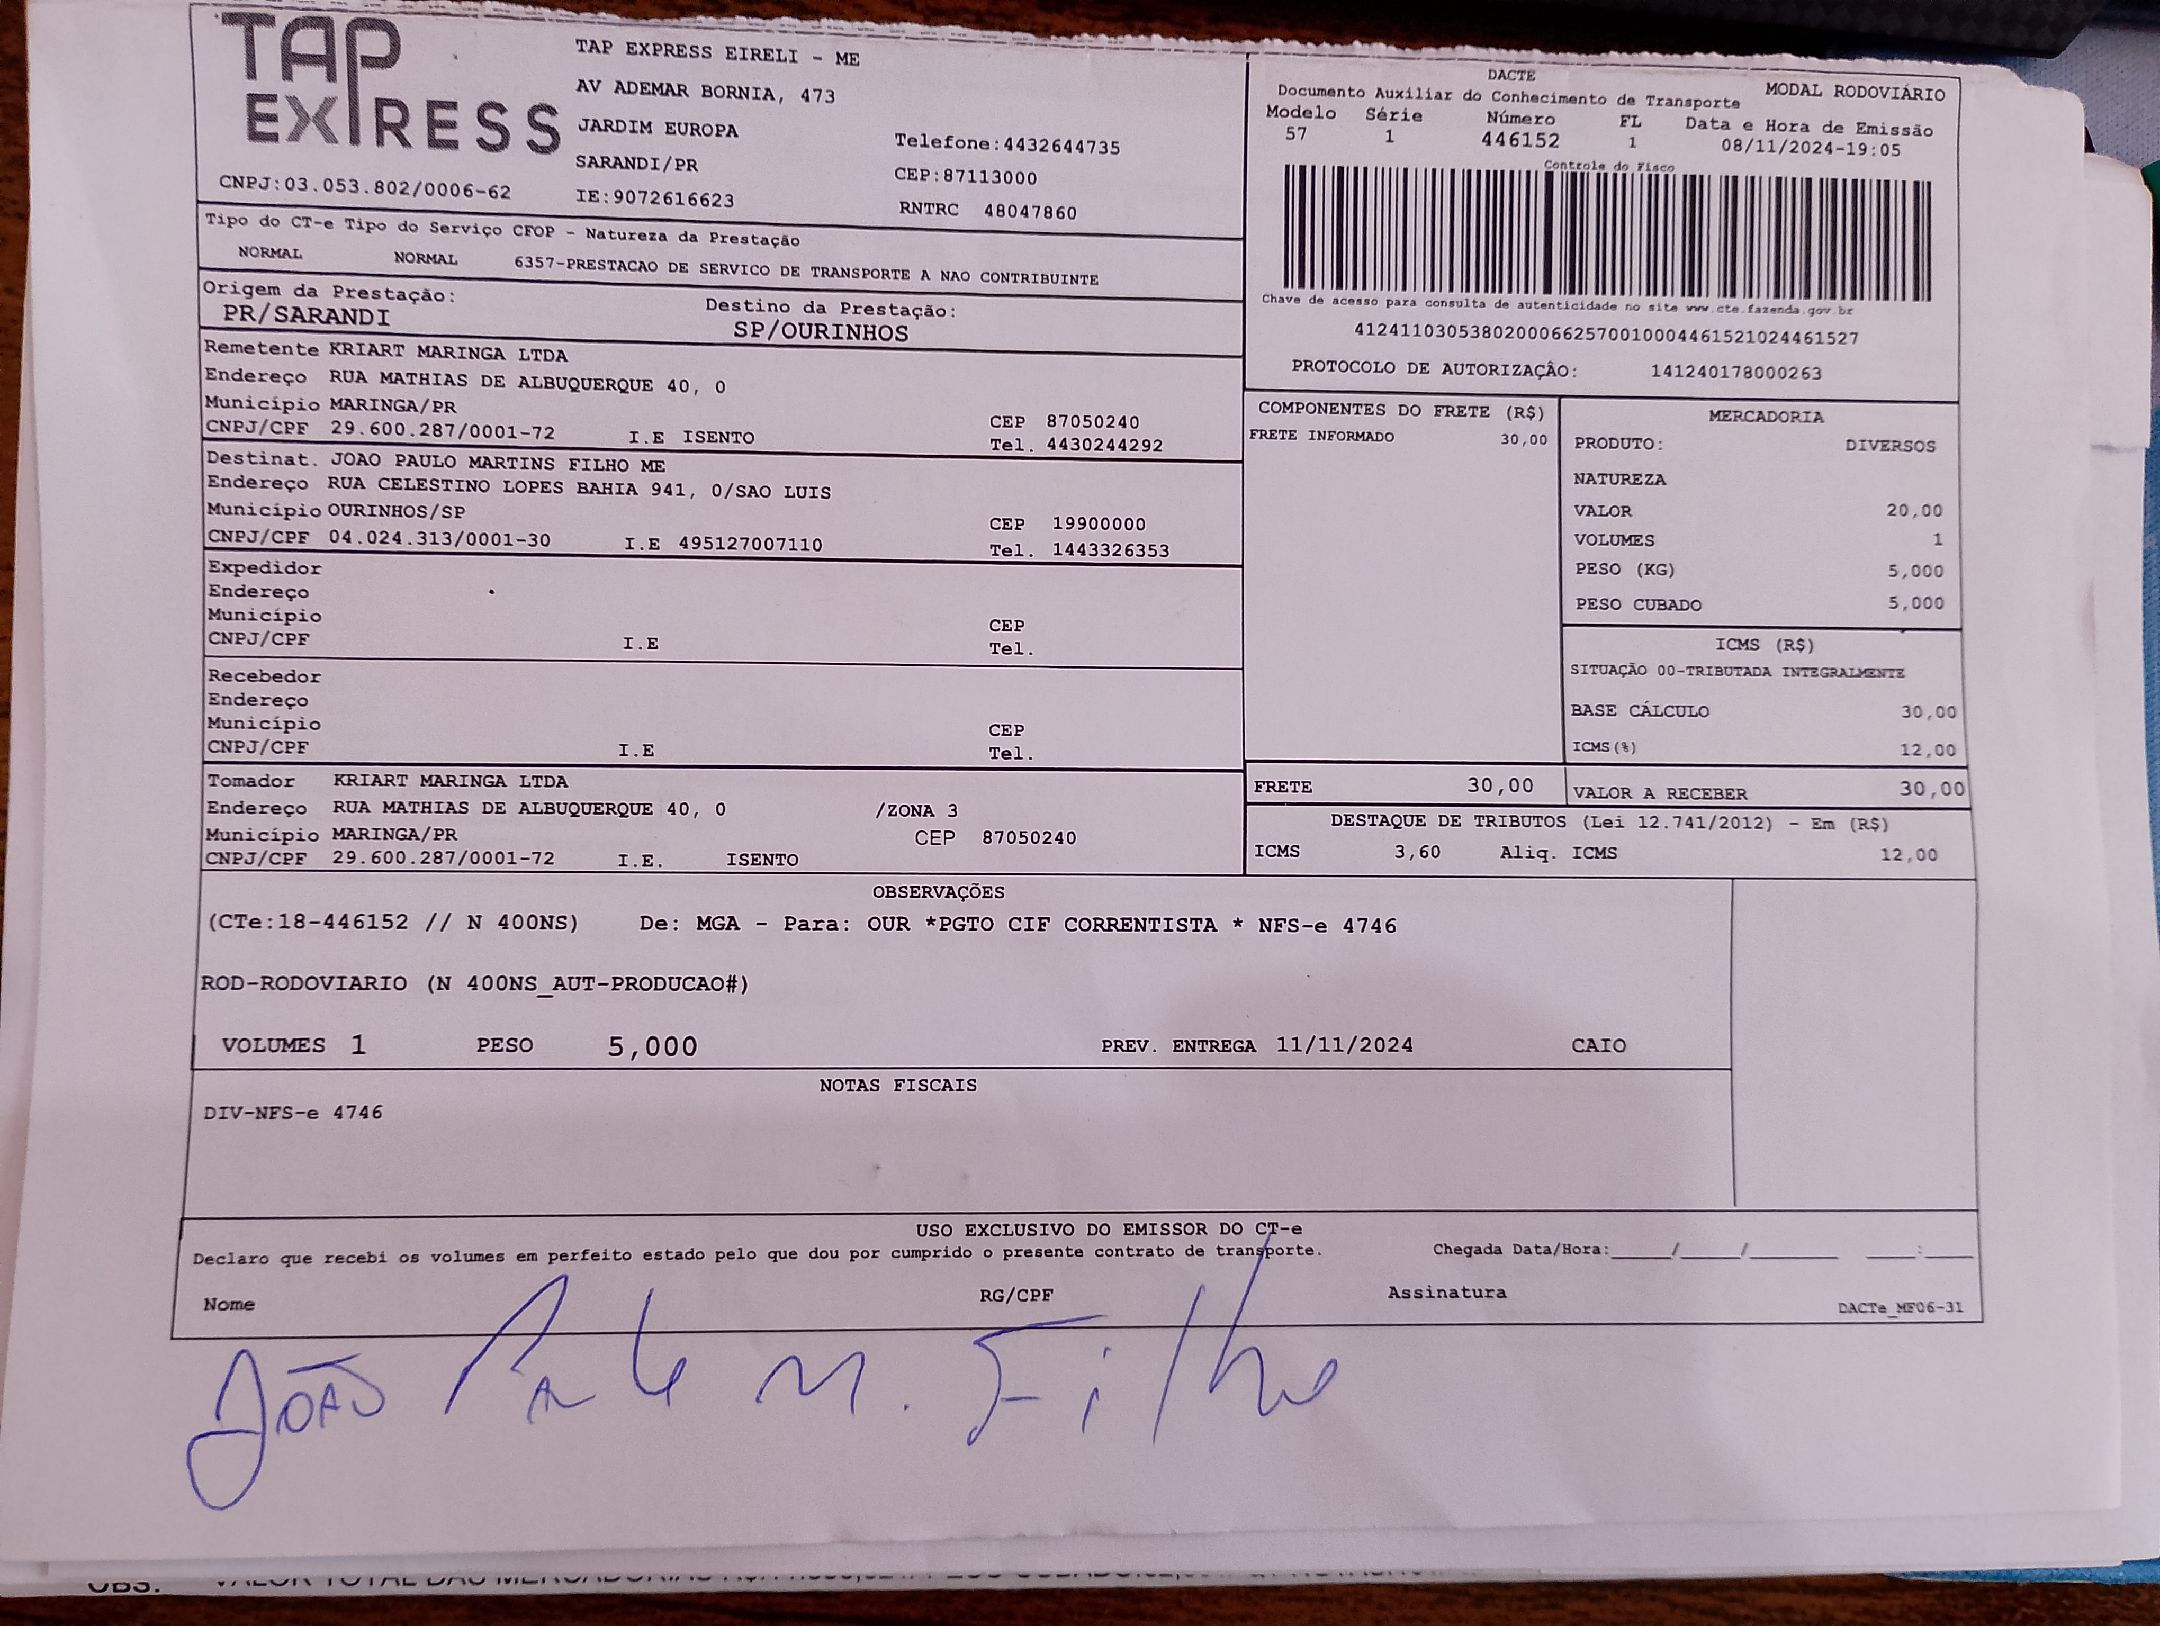 TAP EXPRESS
TAP EXPRESS EIRELI - ME
AV ADEMAR BORNIA, 473
JARDIM EUROPA
SARANDI/PR
IE:9072616623
Telefone:4432644735
CEP:87113000
RNTRC 48047860
CNPJ:03.053.802/0006-62
DACTE
Documento Auxiliar do Conhecimento de Transporte
MODAL RODOVIÁRIO
Modelo Série Número FL Data e Hora de Emissão
57 1 446152 1 08/11/2024-19:05
Controle do Fisco
Chave de acesso para consulta de autenticidade no site www.cte.fazenda.gov.br
41241103053802000662570010004461521024461527
PROTOCOLO DE AUTORIZAÇÂO: 141240178000263
Tipo do CT-e Tipo do Serviço CFOP - Natureza da Prestação
NORMAL NORMAL 6357-PRESTACAO DE SERVICO DE TRANSPORTE A NAO CONTRIBUINTE
Origem da Prestação: Destino da Prestação:
PR/SARANDI SP/OURINHOS
Remetente KRIART MARINGA LTDA
Endereço RUA MATHIAS DE ALBUQUERQUE 40, 0
Município MARINGA/PR CEP 87050240
CNPJ/CPF 29.600.287/0001-72 I.E ISENTO Tel. 4430244292
Destinat. JOAO PAULO MARTINS FILHO ME
Endereço RUA CELESTINO LOPES BAHIA 941, 0/SAO LUIS
Município OURINHOS/SP CEP 19900000
CNPJ/CPF 04.024.313/0001-30 I.E 495127007110 Tel. 1443326353
Expedidor
Endereço
Município CEP
CNPJ/CPF I.E Tel.
Recebedor
Endereço
Município CEP
CNPJ/CPF I.E Tel.
Tomador KRIART MARINGA LTDA
Endereço RUA MATHIAS DE ALBUQUERQUE 40, 0 /ZONA 3
Município MARINGA/PR CEP 87050240
CNPJ/CPF 29.600.287/0001-72 I.E. ISENTO
COMPONENTES DO FRETE (R$)
FRETE INFORMADO 30,00
MERCADORIA
PRODUTO: DIVERSOS
NATUREZA
VALOR 20,00
VOLUMES 1
PESO (KG) 5,000
PESO CUBADO 5,000
ICMS (R$)
SITUAÇÃO 00-TRIBUTADA INTEGRALMENTE
BASE CÁLCULO 30,00
ICMS(%) 12,00
FRETE 30,00 VALOR A RECEBER 30,00
DESTAQUE DE TRIBUTOS (Lei 12.741/2012) - Em (R$)
ICMS 3,60 Aliq. ICMS 12,00
OBSERVAÇÕES
(CTe:18-446152 // N 400NS) De: MGA - Para: OUR *PGTO CIF CORRENTISTA * NFS-e 4746
ROD-RODOVIARIO (N 400NS_AUT-PRODUCAO#)
VOLUMES 1 PESO 5,000 PREV. ENTREGA 11/11/2024 CAIO
NOTAS FISCAIS
DIV-NFS-e 4746
USO EXCLUSIVO DO EMISSOR DO CT-e
Declaro que recebi os volumes em perfeito estado pelo que dou por cumprido o presente contrato de transporte. Chegada Data/Hora:_____/_____/_______ ____:____
Nome RG/CPF Assinatura DACTe_MF06-31
João Paulo M. Filho
OBS. VALOR TOTAL DAS MERCADORIAS